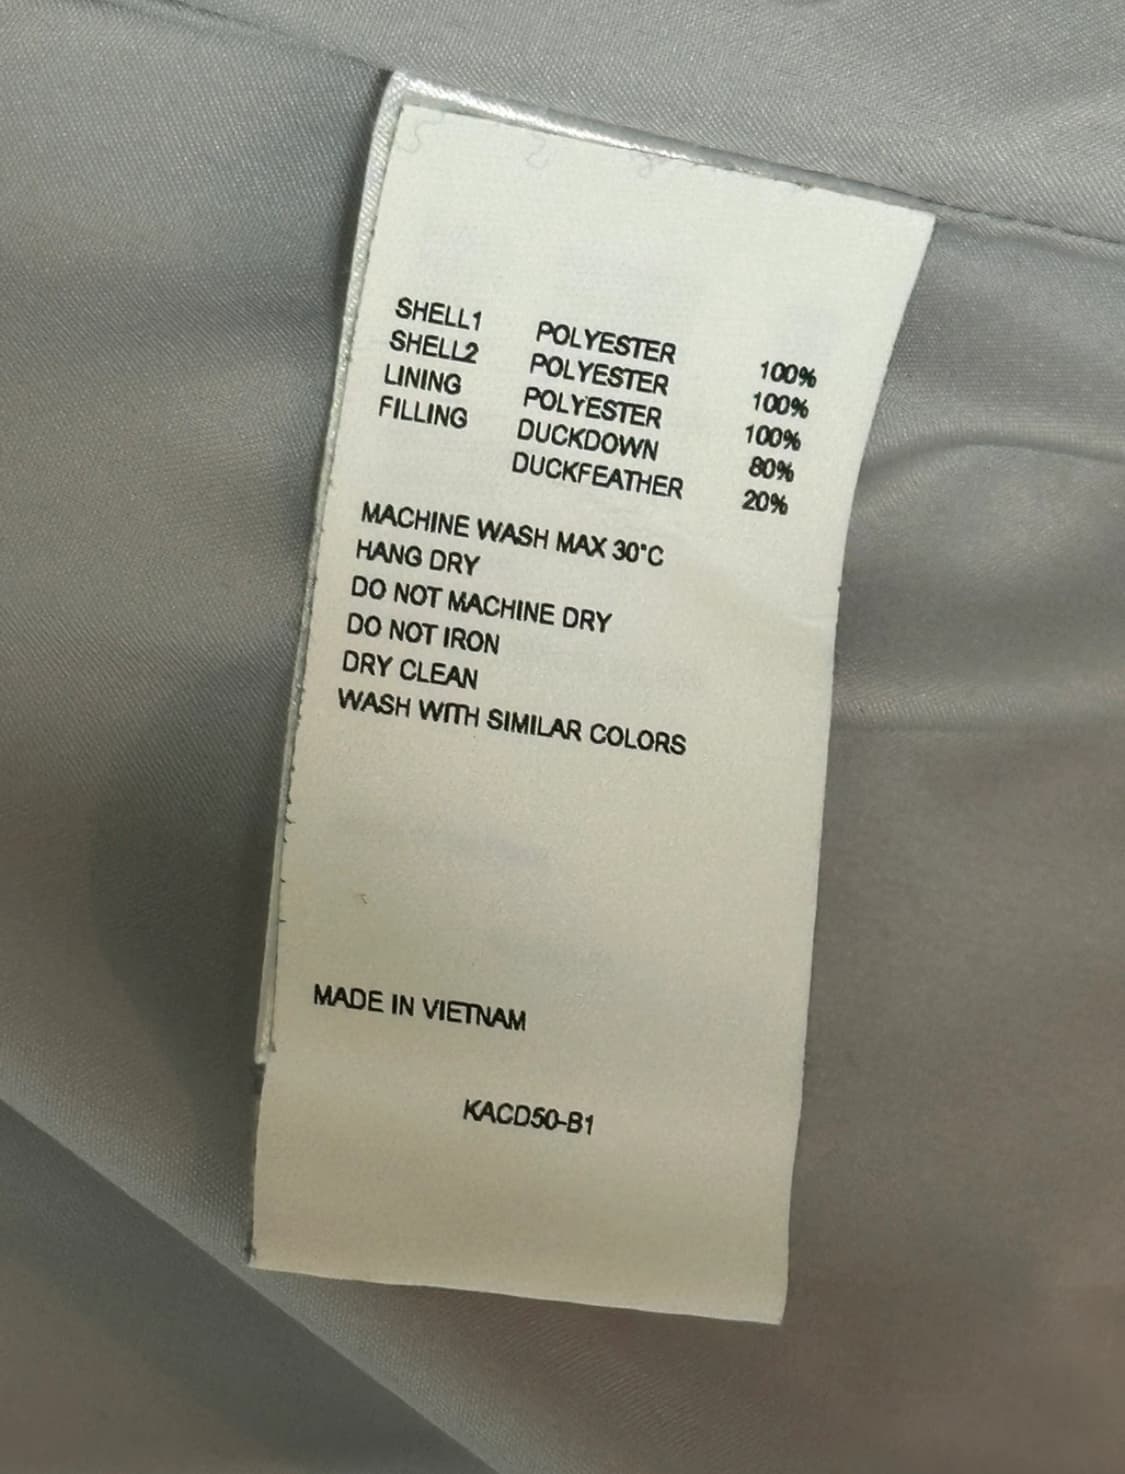 SHELL1 POLYESTER 100%
SHELL2 POLYESTER 100%
LINING POLYESTER 100%
FILLING DUCKDOWN 80%
DUCKFEATHER 20%
MACHINE WASH MAX 30°C
HANG DRY
DO NOT MACHINE DRY
DO NOT IRON
DRY CLEAN
WASH WITH SIMILAR COLORS
MADE IN VIETNAM
KACD50-B1